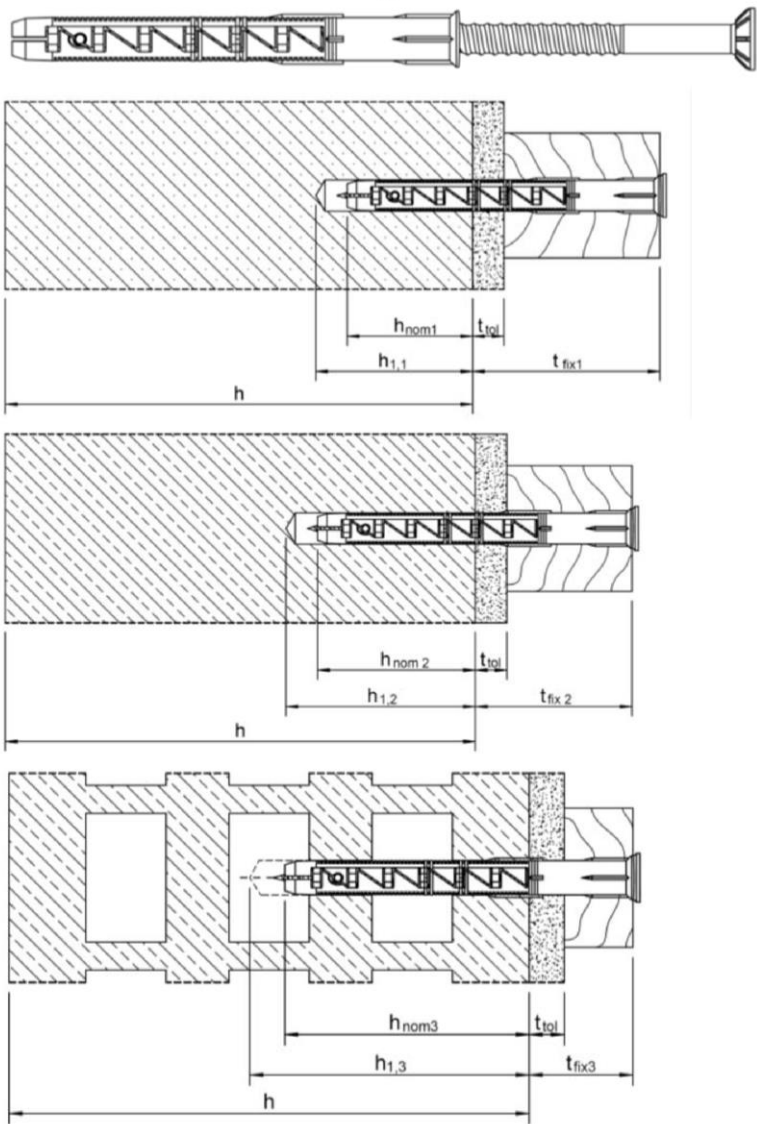 hnom1 ttol
h1,1 tfix1
h
hnom 2 ttol
h1,2 tfix 2
h
hnom3 ttol
h1,3 tfix3
h